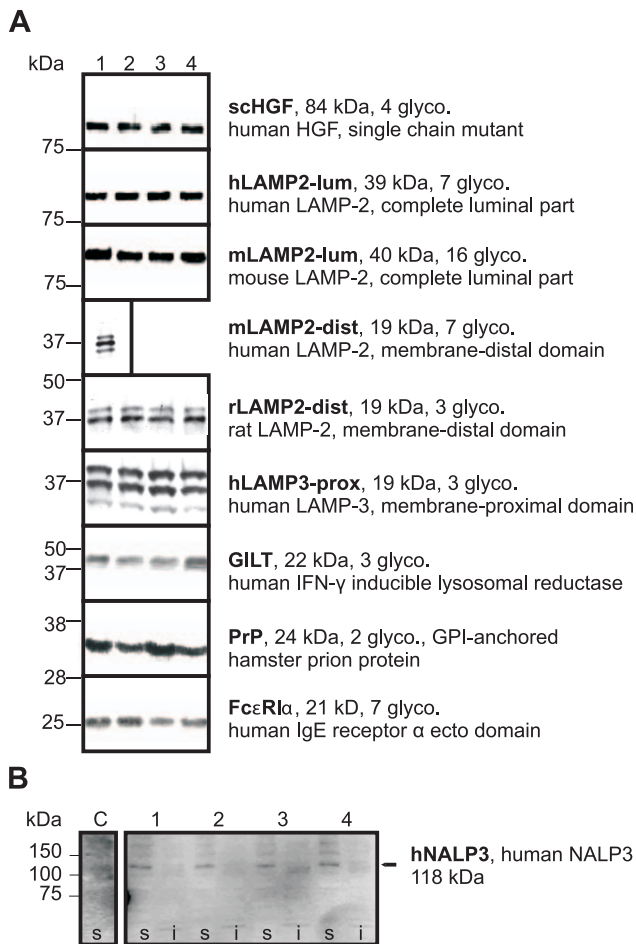 A
kDa 1 2 3 4
75
scHGF, 84 kDa, 4 glyco.
human HGF, single chain mutant
75
hLAMP2-lum, 39 kDa, 7 glyco.
human LAMP-2, complete luminal part
75
mLAMP2-lum, 40 kDa, 16 glyco.
mouse LAMP-2, complete luminal part
37
mLAMP2-dist, 19 kDa, 7 glyco.
human LAMP-2, membrane-distal domain
50
37
rLAMP2-dist, 19 kDa, 3 glyco.
rat LAMP-2, membrane-distal domain
37
hLAMP3-prox, 19 kDa, 3 glyco.
human LAMP-3, membrane-proximal domain
50
37
GILT, 22 kDa, 3 glyco.
human IFN-γ inducible lysosomal reductase
38
28
PrP, 24 kDa, 2 glyco., GPI-anchored
hamster prion protein
25
FcεRIα, 21 kD, 7 glyco.
human IgE receptor α ecto domain
B
kDa C 1 2 3 4
150
100
75
hNALP3, human NALP3
118 kDa
s s i s i s i s i